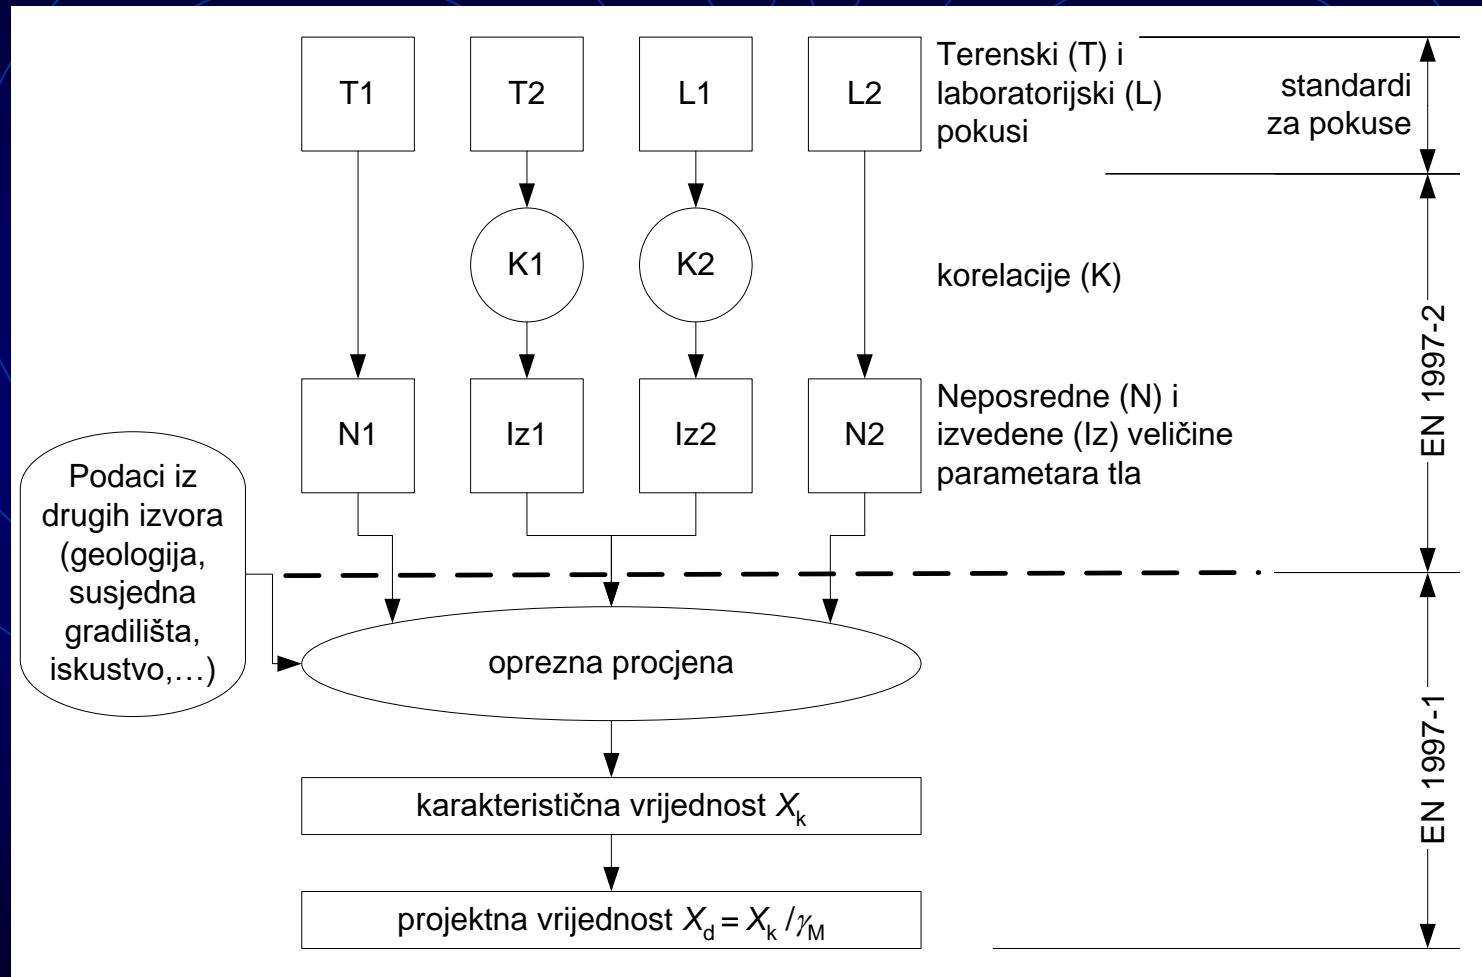 T1
T2
L1
L2
Terenski (T) i
laboratorijski (L)
pokusi
standardi
za pokuse
K1
K2
korelacije (K)
EN 1997-2
N1
Iz1
Iz2
N2
Neposredne (N) i
izvedene (Iz) veličine
parametara tla
Podaci iz
drugih izvora
(geologija,
susjedna
gradilišta,
iskustvo,...)
oprezna procjena
EN 1997-1
karakteristična vrijednost Xk
projektna vrijednost Xd = Xk /γM